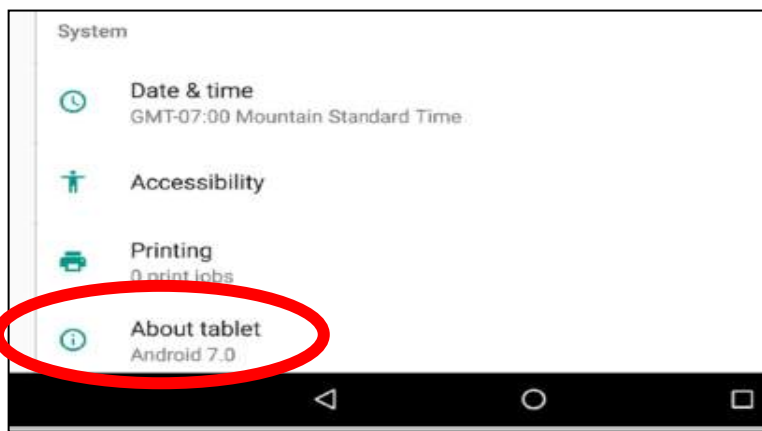 System
Date & time
GMT-07:00 Mountain Standard Time
Accessibility
Printing
0 print jobs
About tablet
Android 7.0